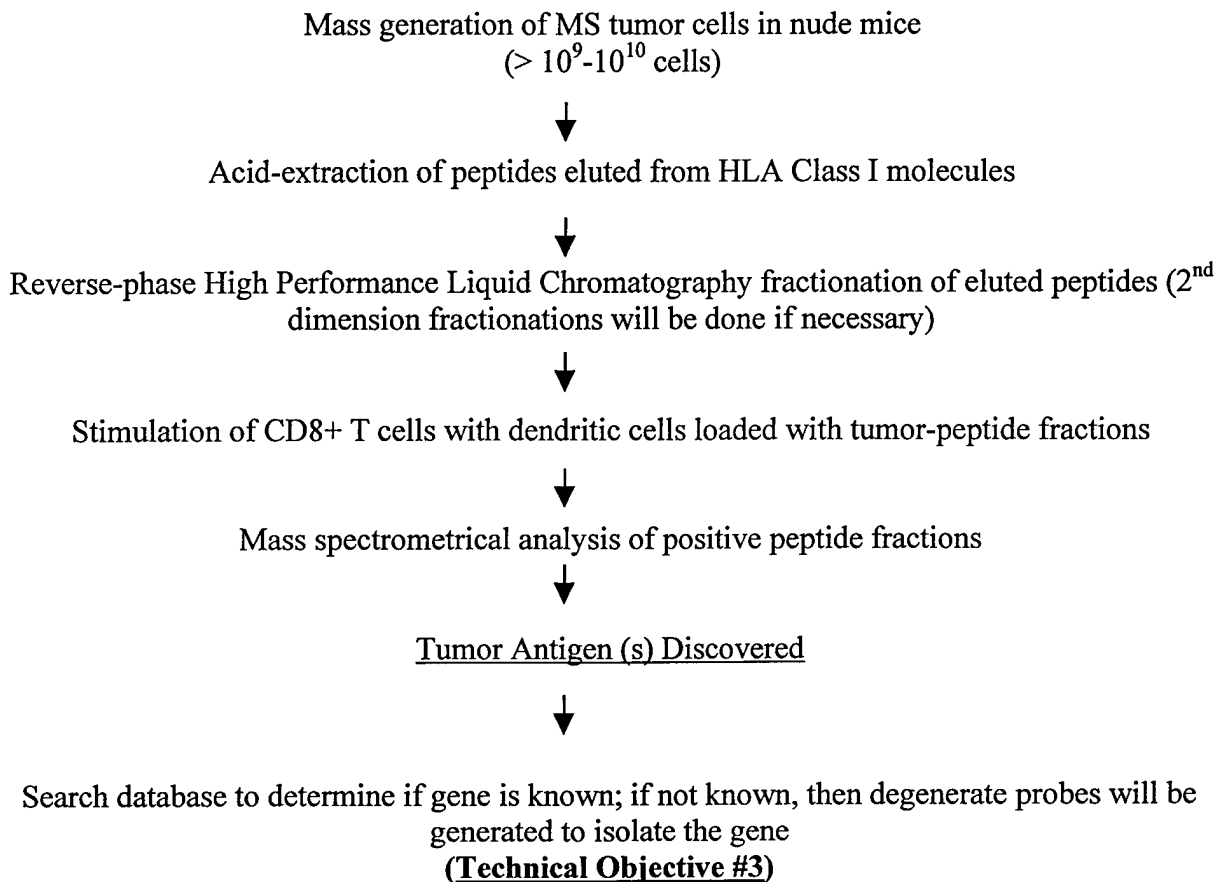 Mass generation of MS tumor cells in nude mice
(> 10⁹-10¹⁰ cells)
Acid-extraction of peptides eluted from HLA Class I molecules
Reverse-phase High Performance Liquid Chromatography fractionation of eluted peptides (2ⁿᵈ
dimension fractionations will be done if necessary)
Stimulation of CD8+ T cells with dendritic cells loaded with tumor-peptide fractions
Mass spectrometrical analysis of positive peptide fractions
Tumor Antigen (s) Discovered
Search database to determine if gene is known; if not known, then degenerate probes will be
generated to isolate the gene
(Technical Objective #3)